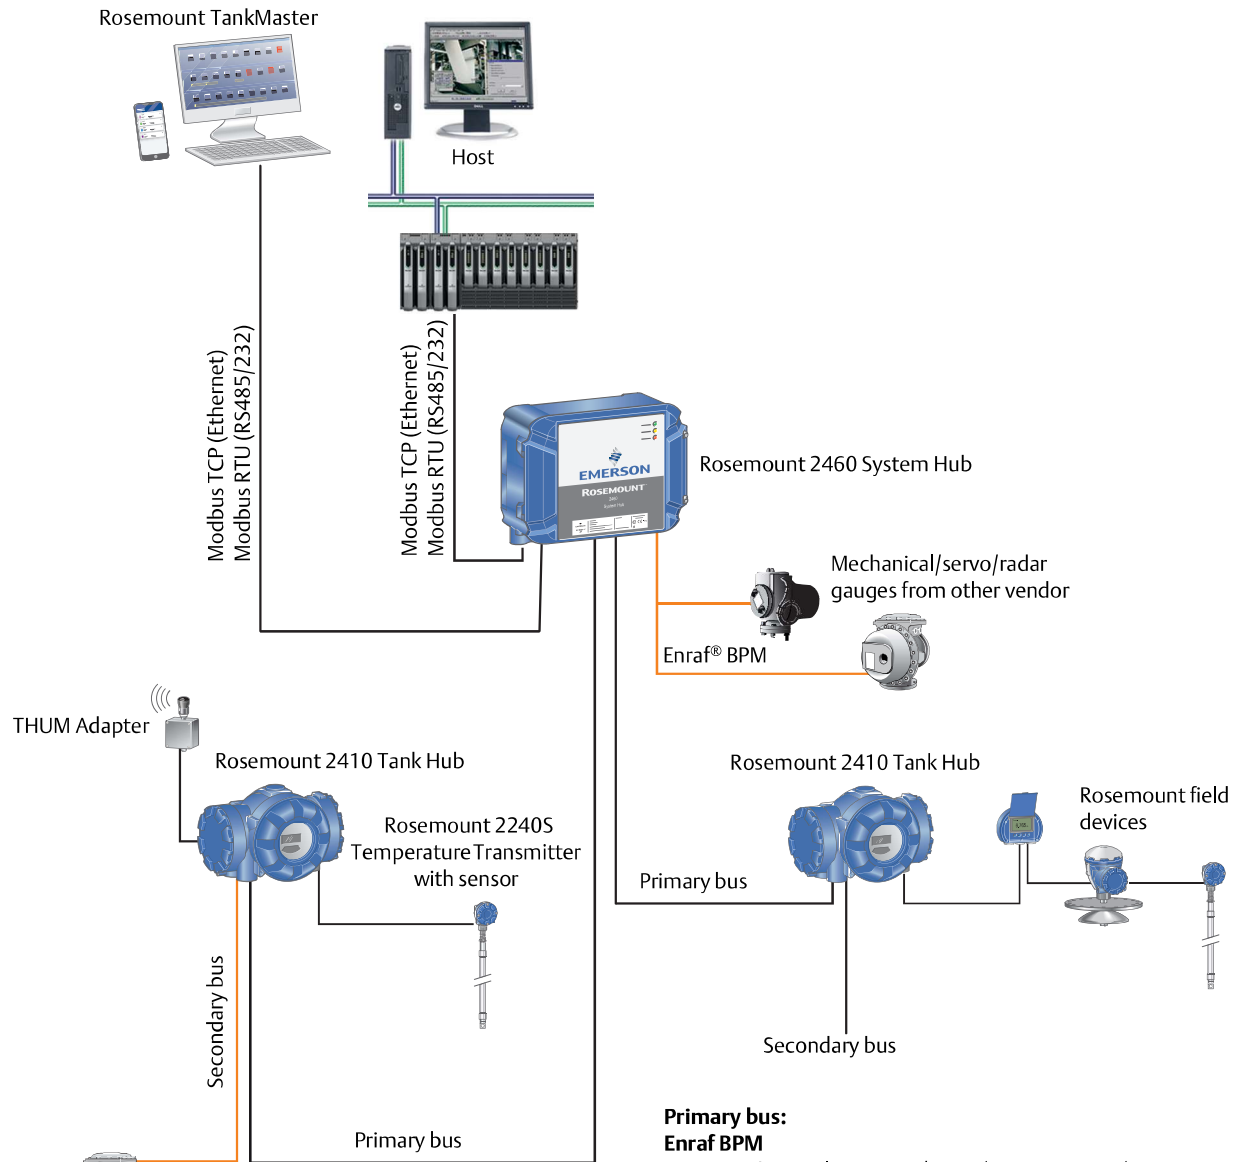 Rosemount TankMaster
Host
Modbus TCP (Ethernet)
Modbus RTU (RS485/232)
Modbus TCP (Ethernet)
Modbus RTU (RS485/232)
EMERSON
ROSEMOUNT
2460
System Hub
Rosemount 2460 System Hub
Mechanical/servo/radar
gauges from other vendor
Enraf® BPM
THUM Adapter
Rosemount 2410 Tank Hub
Rosemount 2240S
Temperature Transmitter
with sensor
Rosemount 2410 Tank Hub
Rosemount field
devices
Primary bus
Secondary bus
Secondary bus
Primary bus
Primary bus:
Enraf BPM